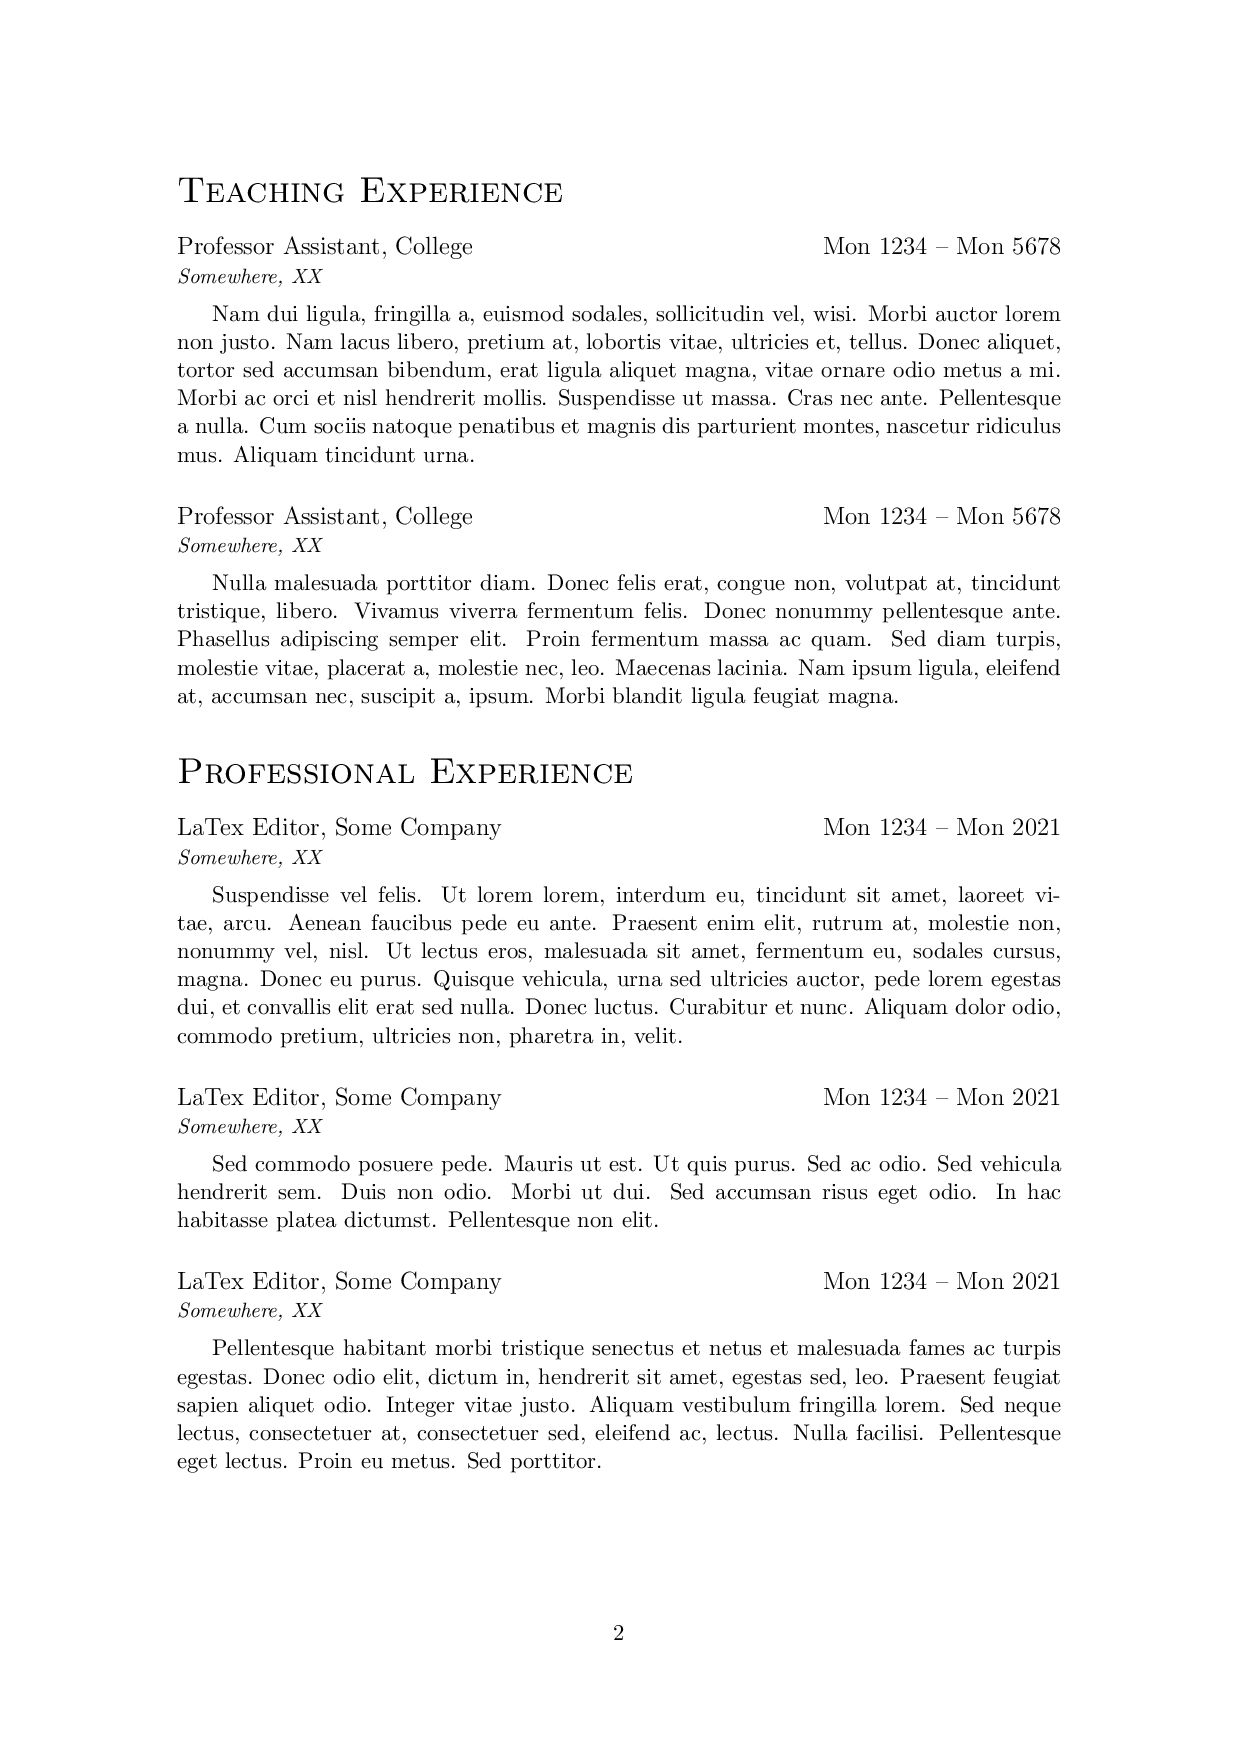 Teaching Experience
Professor Assistant, College Mon 1234 – Mon 5678
Somewhere, XX
Nam dui ligula, fringilla a, euismod sodales, sollicitudin vel, wisi. Morbi auctor lorem
non justo. Nam lacus libero, pretium at, lobortis vitae, ultricies et, tellus. Donec aliquet,
tortor sed accumsan bibendum, erat ligula aliquet magna, vitae ornare odio metus a mi.
Morbi ac orci et nisl hendrerit mollis. Suspendisse ut massa. Cras nec ante. Pellentesque
a nulla. Cum sociis natoque penatibus et magnis dis parturient montes, nascetur ridiculus
mus. Aliquam tincidunt urna.
Professor Assistant, College Mon 1234 – Mon 5678
Somewhere, XX
Nulla malesuada porttitor diam. Donec felis erat, congue non, volutpat at, tincidunt
tristique, libero. Vivamus viverra fermentum felis. Donec nonummy pellentesque ante.
Phasellus adipiscing semper elit. Proin fermentum massa ac quam. Sed diam turpis,
molestie vitae, placerat a, molestie nec, leo. Maecenas lacinia. Nam ipsum ligula, eleifend
at, accumsan nec, suscipit a, ipsum. Morbi blandit ligula feugiat magna.
Professional Experience
LaTex Editor, Some Company Mon 1234 – Mon 2021
Somewhere, XX
Suspendisse vel felis. Ut lorem lorem, interdum eu, tincidunt sit amet, laoreet vi-
tae, arcu. Aenean faucibus pede eu ante. Praesent enim elit, rutrum at, molestie non,
nonummy vel, nisl. Ut lectus eros, malesuada sit amet, fermentum eu, sodales cursus,
magna. Donec eu purus. Quisque vehicula, urna sed ultricies auctor, pede lorem egestas
dui, et convallis elit erat sed nulla. Donec luctus. Curabitur et nunc. Aliquam dolor odio,
commodo pretium, ultricies non, pharetra in, velit.
LaTex Editor, Some Company Mon 1234 – Mon 2021
Somewhere, XX
Sed commodo posuere pede. Mauris ut est. Ut quis purus. Sed ac odio. Sed vehicula
hendrerit sem. Duis non odio. Morbi ut dui. Sed accumsan risus eget odio. In hac
habitasse platea dictumst. Pellentesque non elit.
LaTex Editor, Some Company Mon 1234 – Mon 2021
Somewhere, XX
Pellentesque habitant morbi tristique senectus et netus et malesuada fames ac turpis
egestas. Donec odio elit, dictum in, hendrerit sit amet, egestas sed, leo. Praesent feugiat
sapien aliquet odio. Integer vitae justo. Aliquam vestibulum fringilla lorem. Sed neque
lectus, consectetuer at, consectetuer sed, eleifend ac, lectus. Nulla facilisi. Pellentesque
eget lectus. Proin eu metus. Sed porttitor.
2